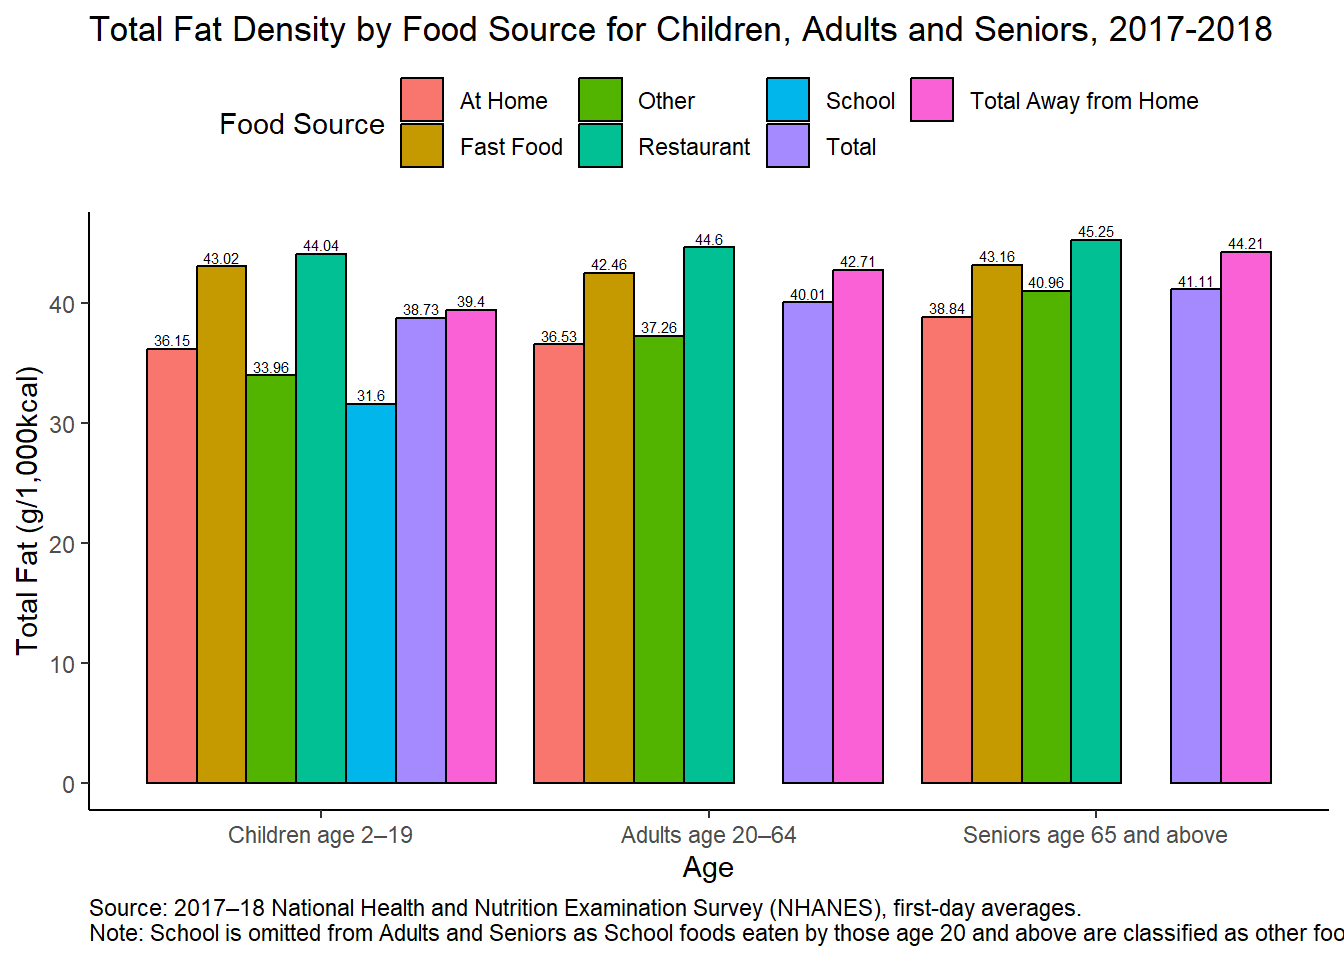 Total Fat Density by Food Source for Children, Adults and Seniors, 2017-2018
Food Source
At Home
Other
School
Total Away from Home
Fast Food
Restaurant
Total
Total Fat (g/1,000kcal)
40
30
20
10
0
36.15
43.02
33.96
44.04
31.6
38.73
39.4
36.53
42.46
37.26
44.6
40.01
42.71
38.84
43.16
40.96
45.25
41.11
44.21
Children age 2–19
Adults age 20–64
Seniors age 65 and above
Age
Source: 2017–18 National Health and Nutrition Examination Survey (NHANES), first-day averages.
Note: School is omitted from Adults and Seniors as School foods eaten by those age 20 and above are classified as other foo